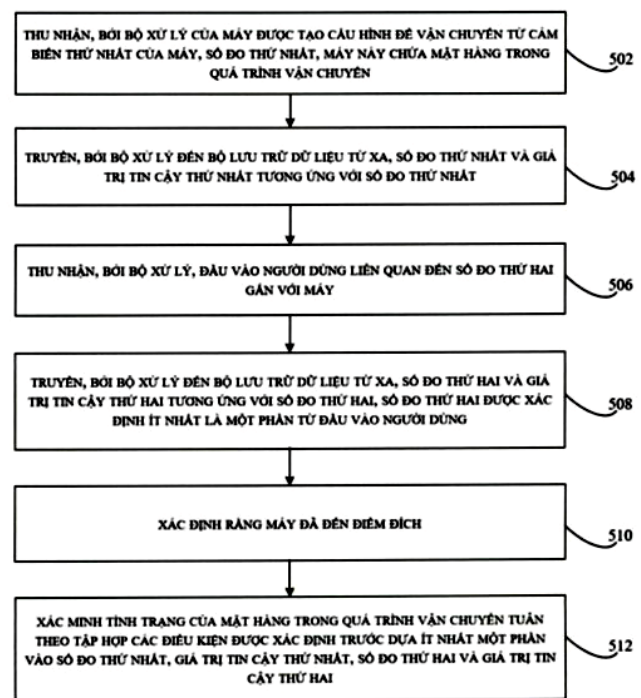 THU NHẬN, BỞI BỘ XỬ LÝ CỦA MÁY ĐƯỢC TẠO CẤU HÌNH ĐỂ VẬN CHUYỂN TỪ CẢM
BIẾN THỨ NHẤT CỦA MÁY, SỐ ĐO THỨ NHẤT, MÁY NÀY CHỨA MẶT HÀNG TRONG
QUÁ TRÌNH VẬN CHUYỂN
502
TRUYỀN, BỞI BỘ XỬ LÝ ĐẾN BỘ LƯU TRỮ DỮ LIỆU TỪ XA, SỐ ĐO THỨ NHẤT VÀ GIÁ
TRỊ TIN CẬY THỨ NHẤT TƯƠNG ỨNG VỚI SỐ ĐO THỨ NHẤT
504
THU NHẬN, BỞI BỘ XỬ LÝ, ĐẦU VÀO NGƯỜI DÙNG LIÊN QUAN ĐẾN SỐ ĐO THỨ HAI
GẮN VỚI MÁY
506
TRUYỀN, BỞI BỘ XỬ LÝ ĐẾN BỘ LƯU TRỮ DỮ LIỆU TỪ XA, SỐ ĐO THỨ HAI VÀ GIÁ
TRỊ TIN CẬY THỨ HAI TƯƠNG ỨNG VỚI SỐ ĐO THỨ HAI, SỐ ĐO THỨ HAI ĐƯỢC XÁC
ĐỊNH ÍT NHẤT LÀ MỘT PHẦN TỪ ĐẦU VÀO NGƯỜI DÙNG
508
XÁC ĐỊNH RẰNG MÁY ĐÃ ĐẾN ĐIỂM ĐÍCH
510
XÁC MINH TÌNH TRẠNG CỦA MẶT HÀNG TRONG QUÁ TRÌNH VẬN CHUYỂN TUÂN
THEO TẬP HỢP CÁC ĐIỀU KIỆN ĐƯỢC XÁC ĐỊNH TRƯỚC DỰA ÍT NHẤT MỘT PHẦN
VÀO SỐ ĐO THỨ NHẤT, GIÁ TRỊ TIN CẬY THỨ NHẤT, SỐ ĐO THỨ HAI VÀ GIÁ TRỊ TIN
CẬY THỨ HAI
512